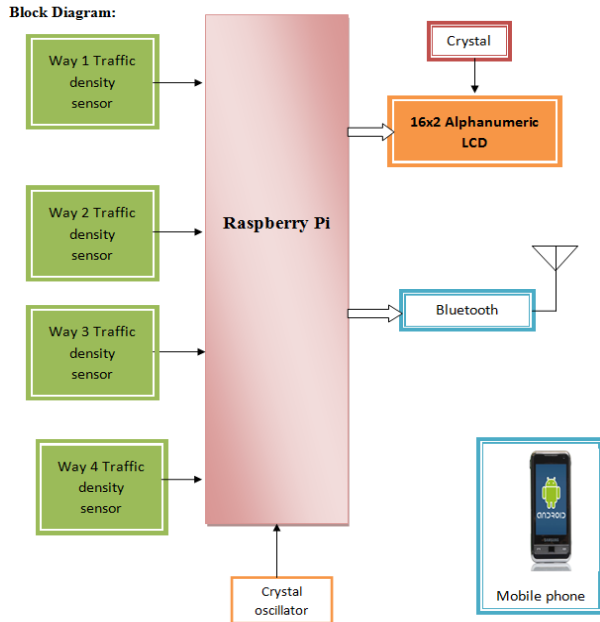 Block Diagram:
Way 1 Traffic
density
sensor
Way 2 Traffic
density
sensor
Way 3 Traffic
density
sensor
Way 4 Traffic
density
sensor
Raspberry Pi
Crystal
16x2 Alphanumeric
LCD
Bluetooth
Crystal
oscillator
ANDROID
Mobile phone